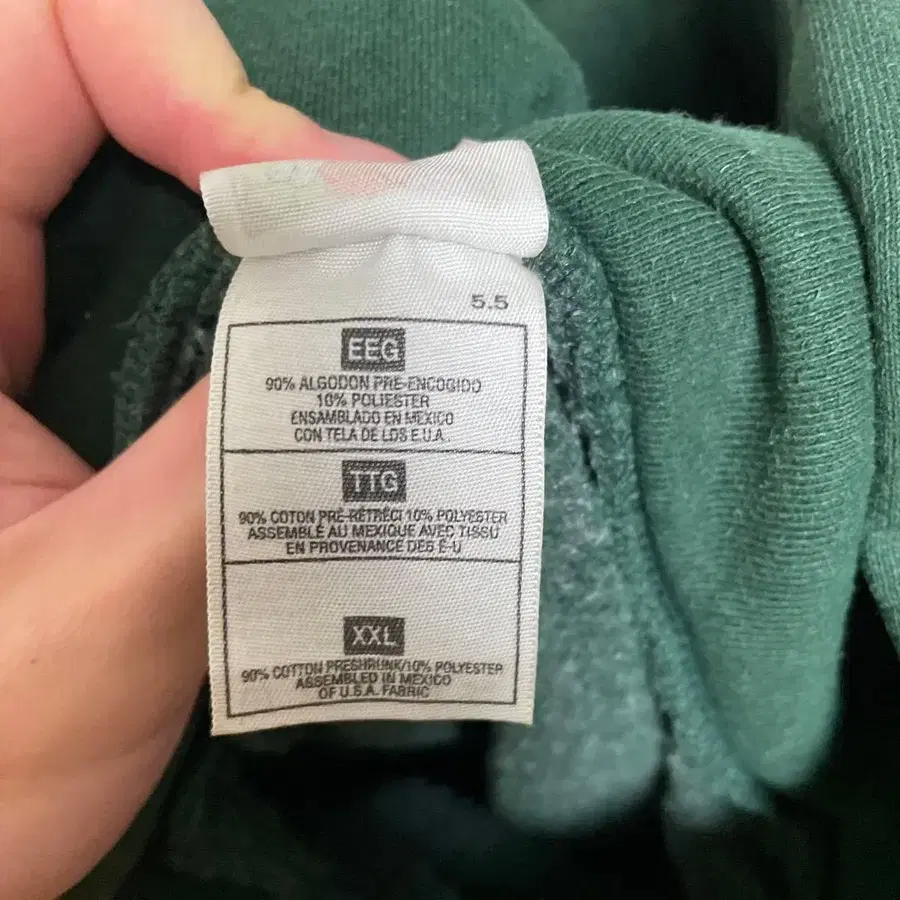 5.5
EEG
90% ALGODON PRE-ENCOGIDO
10% POLIESTER
ENSAMBLADO EN MEXICO
CON TELA DE LOS E.U.A.
TTG
90% COTON PRÉ-RÉTRÉCI 10% POLYESTER
ASSEMBLÉ AU MEXIQUE AVEC TISSU
EN PROVENANCE DES É-U
XXL
90% COTTON PRESHRUNK/10% POLYESTER
ASSEMBLED IN MEXICO
OF U.S.A. FABRIC